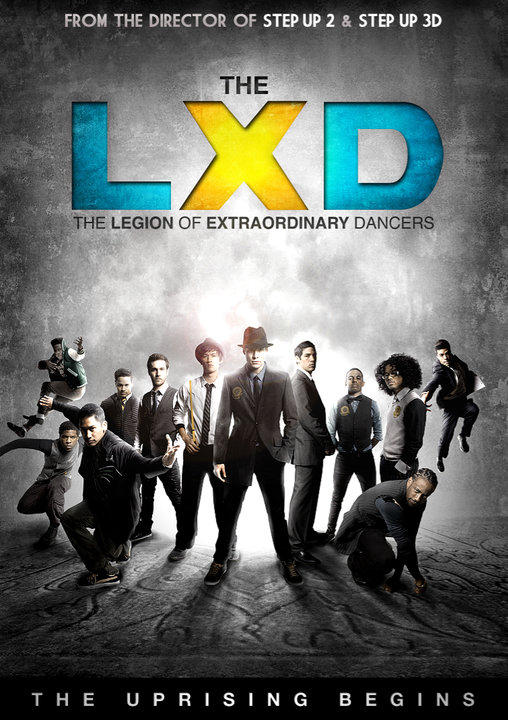 FROM THE DIRECTOR OF STEP UP 2 & STEP UP 3D
THE
LXD
THE LEGION OF EXTRAORDINARY DANCERS
THE UPRISING BEGINS